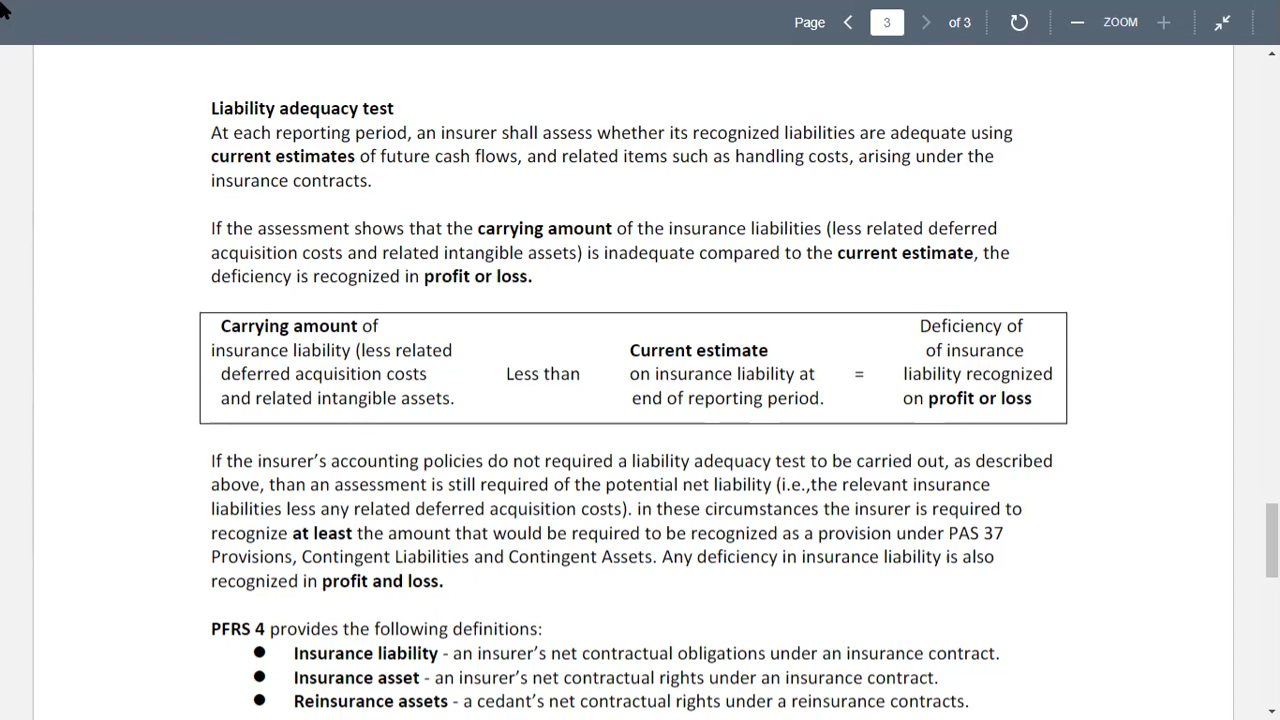 Page 3 of 3 ZOOM
Liability adequacy test
At each reporting period, an insurer shall assess whether its recognized liabilities are adequate using
current estimates of future cash flows, and related items such as handling costs, arising under the
insurance contracts.
If the assessment shows that the carrying amount of the insurance liabilities (less related deferred
acquisition costs and related intangible assets) is inadequate compared to the current estimate, the
deficiency is recognized in profit or loss.
Carrying amount of
insurance liability (less related
deferred acquisition costs
and related intangible assets.
Less than
Current estimate
on insurance liability at
end of reporting period.
=
Deficiency of
of insurance
liability recognized
on profit or loss
If the insurer's accounting policies do not required a liability adequacy test to be carried out, as described
above, than an assessment is still required of the potential net liability (i.e.,the relevant insurance
liabilities less any related deferred acquisition costs). in these circumstances the insurer is required to
recognize at least the amount that would be required to be recognized as a provision under PAS 37
Provisions, Contingent Liabilities and Contingent Assets. Any deficiency in insurance liability is also
recognized in profit and loss.
PFRS 4 provides the following definitions:
● Insurance liability - an insurer's net contractual obligations under an insurance contract.
● Insurance asset - an insurer's net contractual rights under an insurance contract.
● Reinsurance assets - a cedant's net contractual rights under a reinsurance contracts.